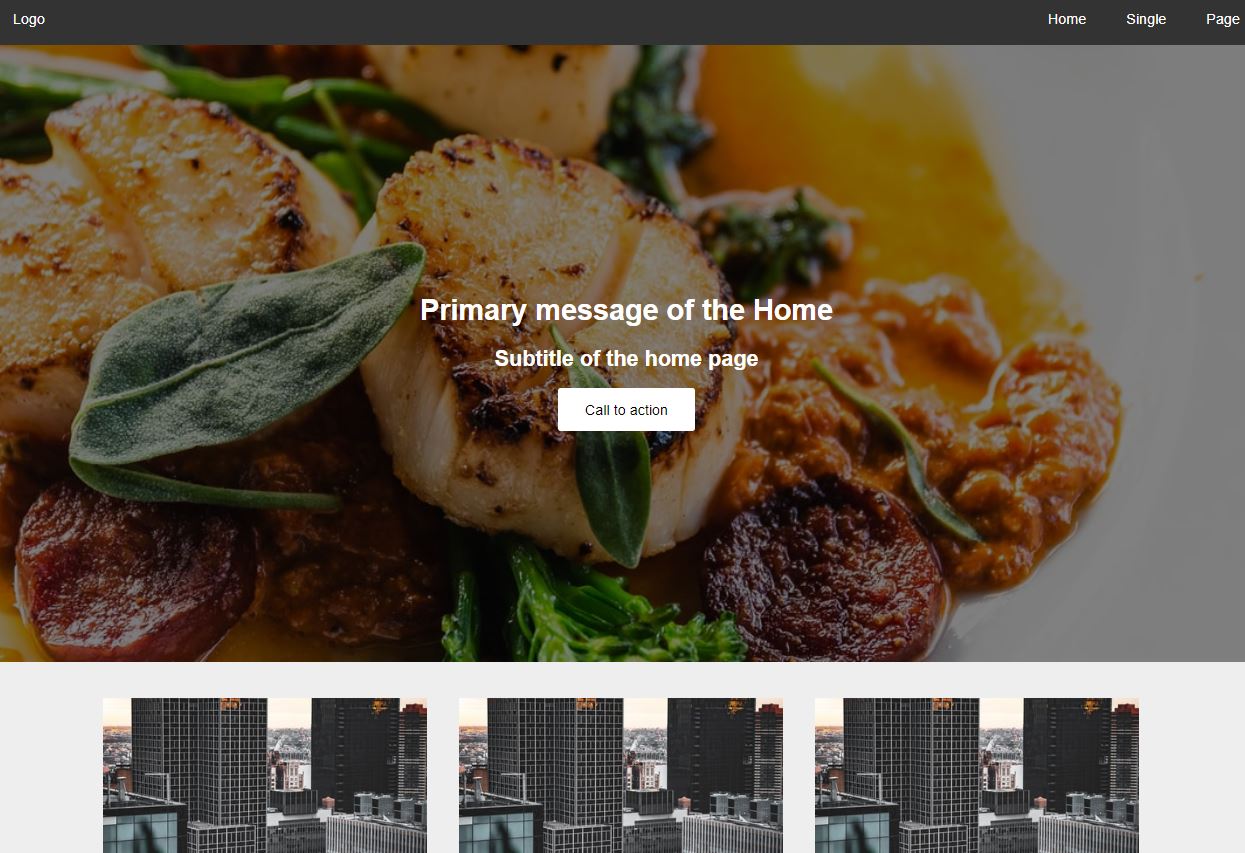 Logo
Home Single Page
Primary message of the Home
Subtitle of the home page
Call to action